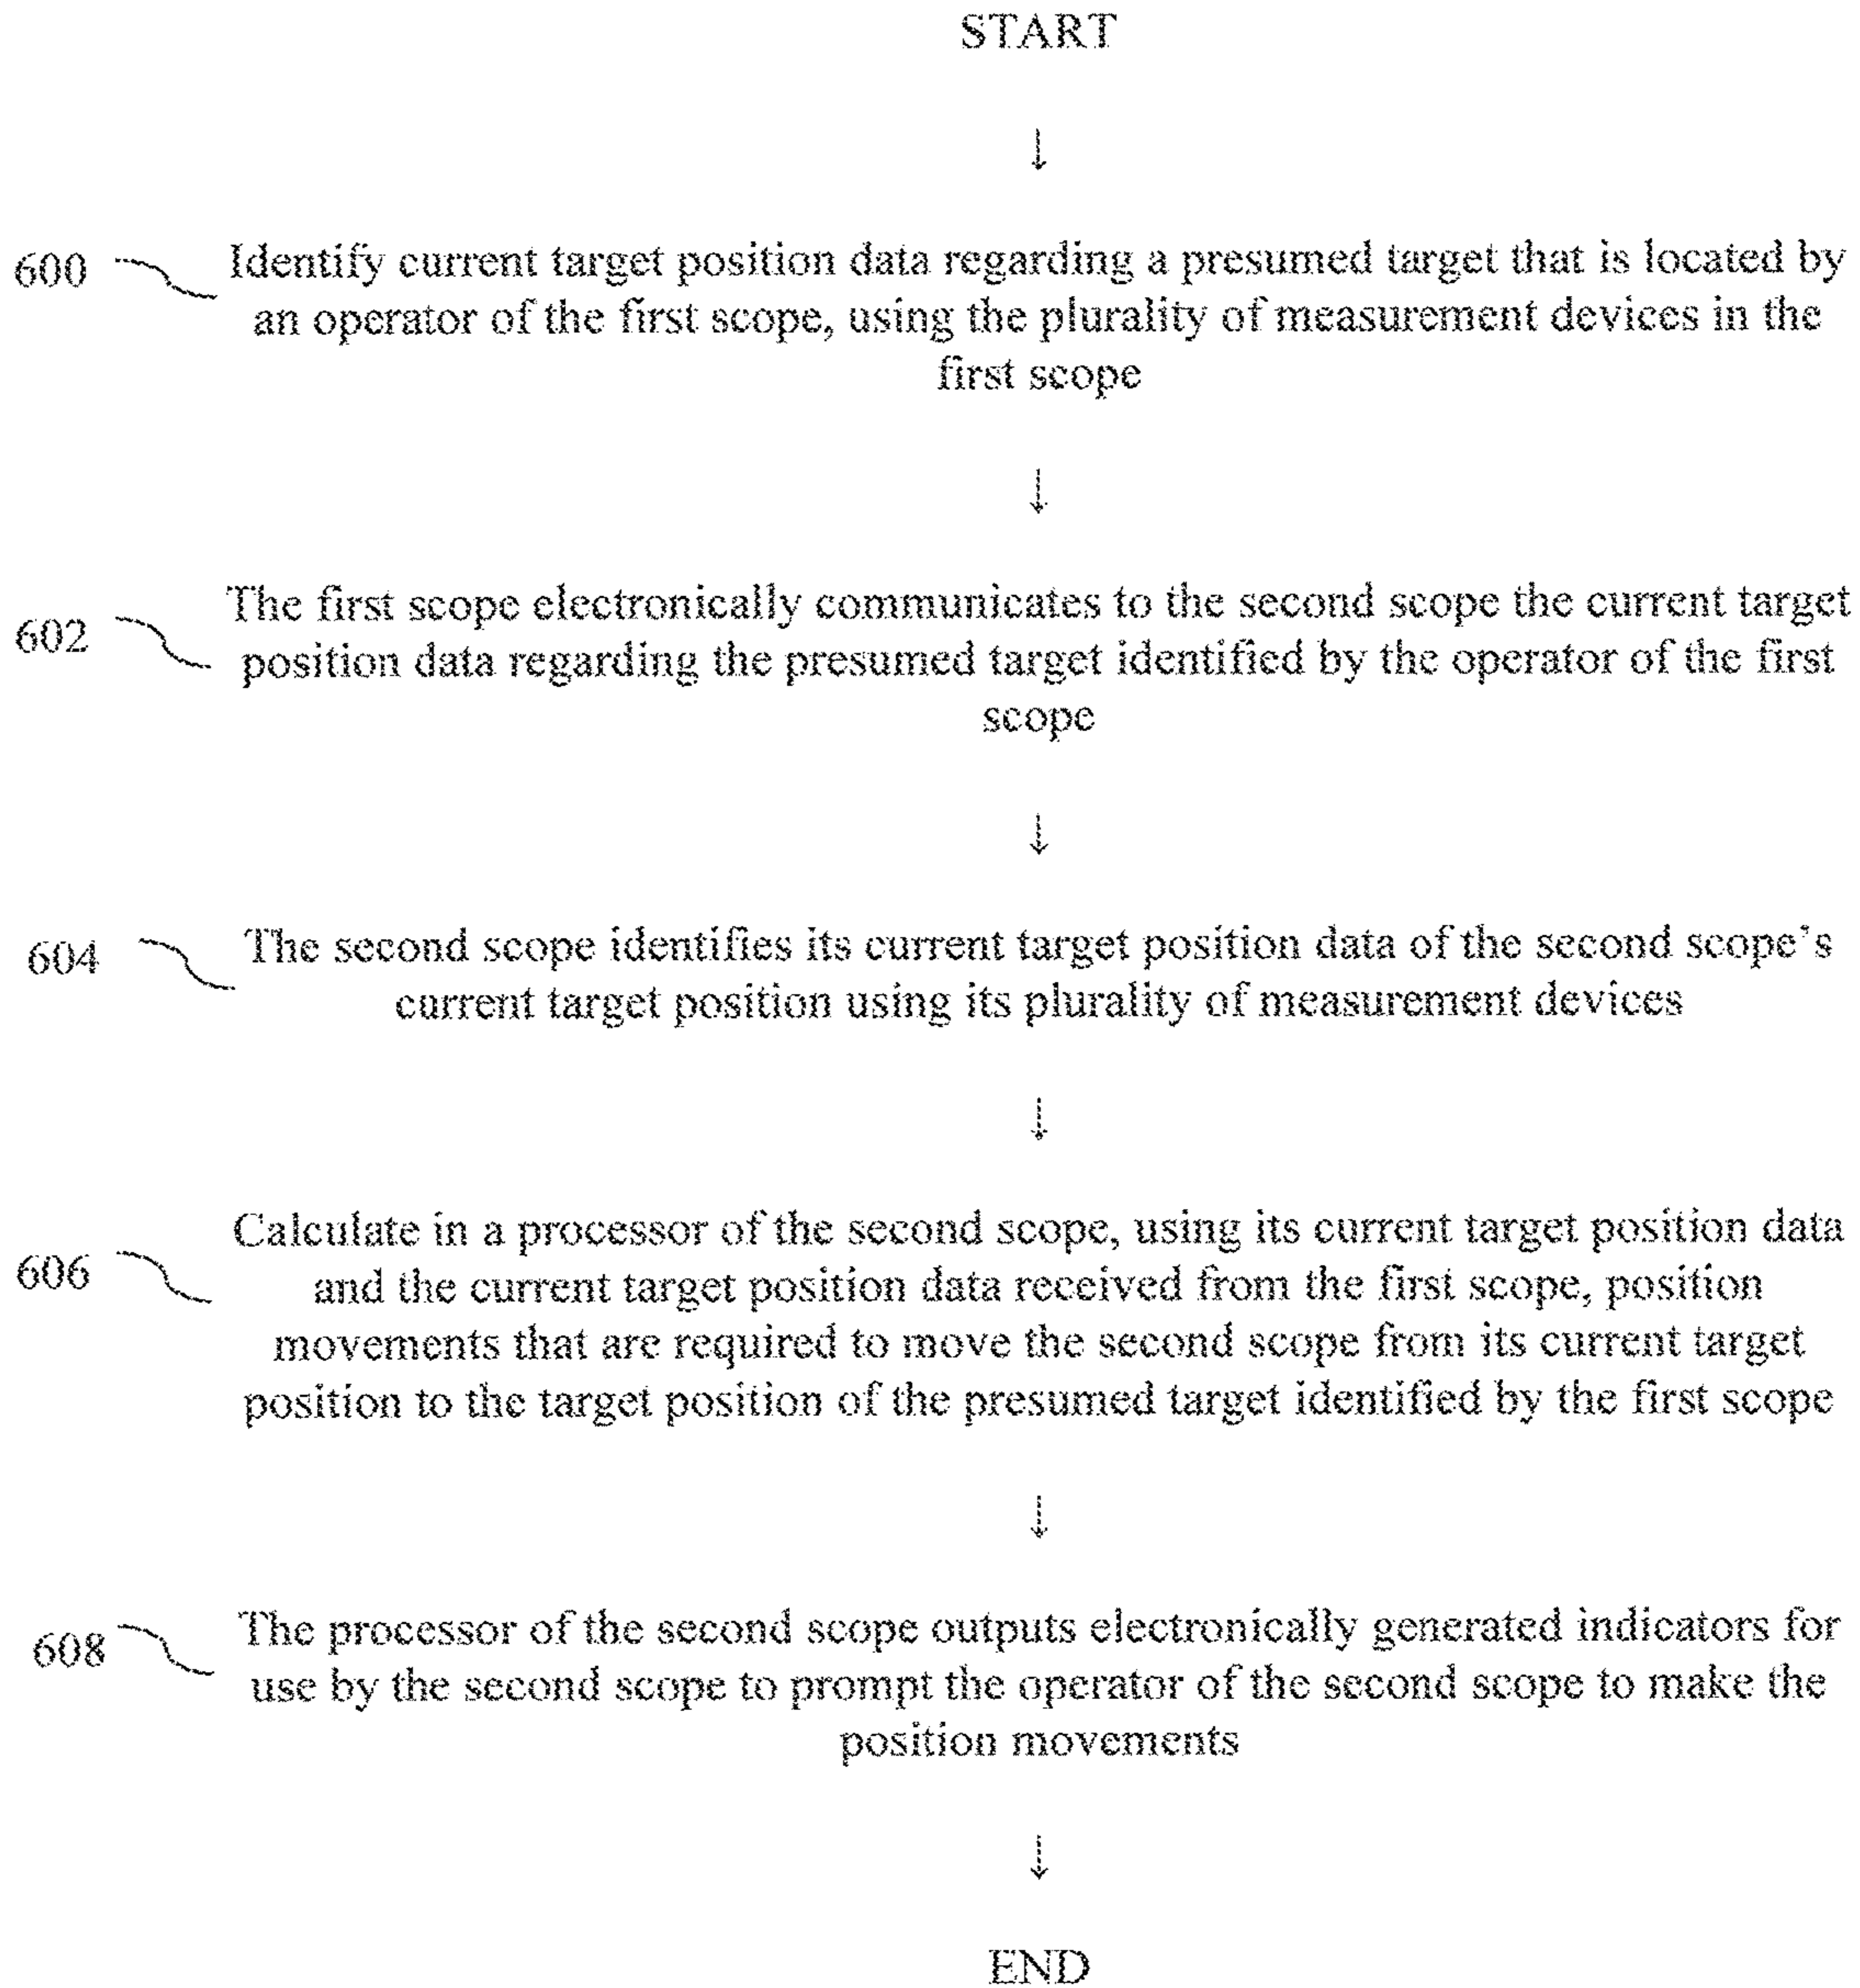 START
↓
600 Identify current target position data regarding a presumed target that is located by
an operator of the first scope, using the plurality of measurement devices in the
first scope
↓
602 The first scope electronically communicates to the second scope the current target
position data regarding the presumed target identified by the operator of the first
scope
↓
604 The second scope identifies its current target position data of the second scope's
current target position using its plurality of measurement devices
↓
606 Calculate in a processor of the second scope, using its current target position data
and the current target position data received from the first scope, position
movements that are required to move the second scope from its current target
position to the target position of the presumed target identified by the first scope
↓
608 The processor of the second scope outputs electronically generated indicators for
use by the second scope to prompt the operator of the second scope to make the
position movements
↓
END